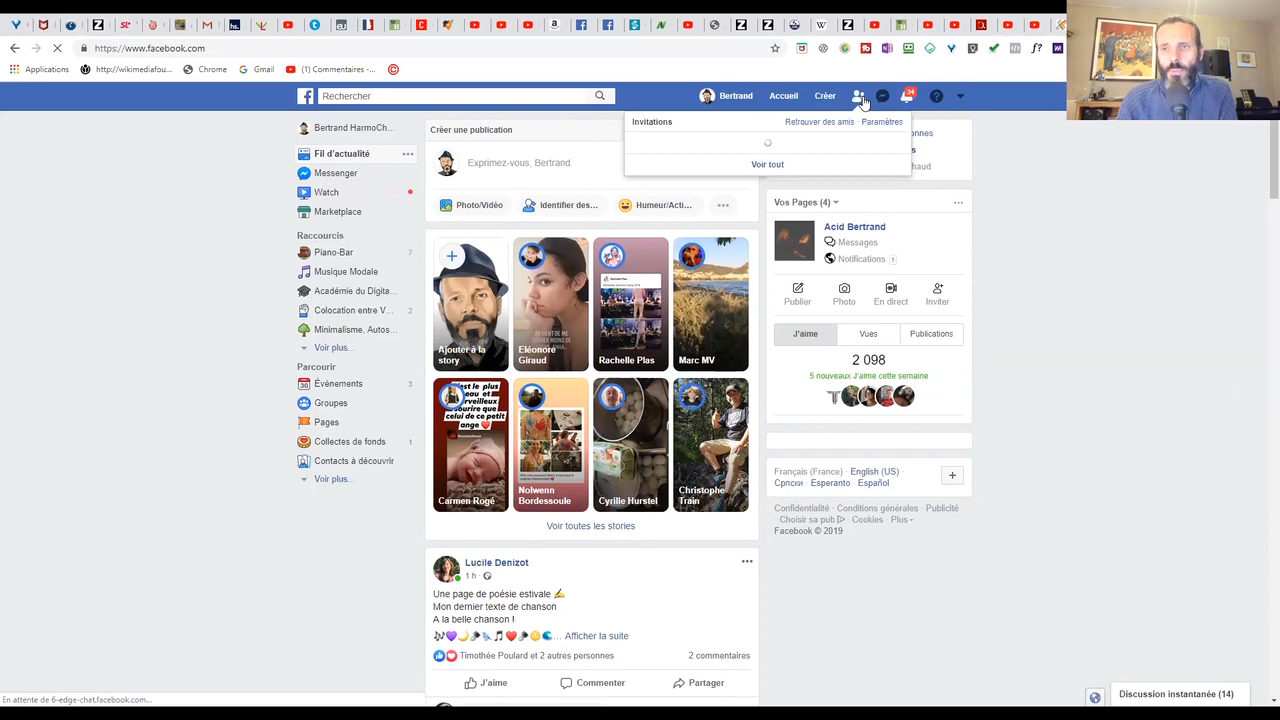 https://www.facebook.com
Applications
http://wikimediafou...
Chrome
Gmail
(1) Commentaires -...
Rechercher
Bertrand
Accueil
Créer
34
Invitations
Retrouver des amis · Paramètres
Voir tout
Bertrand HarmoCh...
Fil d'actualité
Messenger
Watch
Marketplace
Raccourcis
Piano-Bar 7
Musique Modale
Académie du Digita...
Colocation entre V... 2
Minimalisme, Autos...
Voir plus...
Parcourir
Évènements 3
Groupes
Pages
Collectes de fonds 1
Contacts à découvrir
Voir plus...
Créer une publication
Exprimez-vous, Bertrand
Photo/Vidéo
Identifier des...
Humeur/Acti...
Ajouter à la story
Eléonore Giraud
Rachelle Plas
Marc MV
Carmen Rogé
Nolwenn Bordessoule
Cyrille Hurstel
Christophe Train
Voir toutes les stories
Lucile Denizot
1 h ·
Une page de poésie estivale ✍
Mon dernier texte de chanson
A la belle chanson !
... Afficher la suite
Timothée Poulard et 2 autres personnes
2 commentaires
J'aime
Commenter
Partager
Vos Pages (4)
Acid Bertrand
Messages
Notifications 1
Publier
Photo
En direct
Inviter
J'aime
Vues
Publications
2 098
5 nouveaux J'aime cette semaine
Français (France) · English (US) ·
Српски · Esperanto · Español
Confidentialité · Conditions générales · Publicité
· Choisir sa pub · Cookies · Plus
Facebook © 2019
En attente de 6-edge-chat.facebook.com...
Discussion instantanée (14)